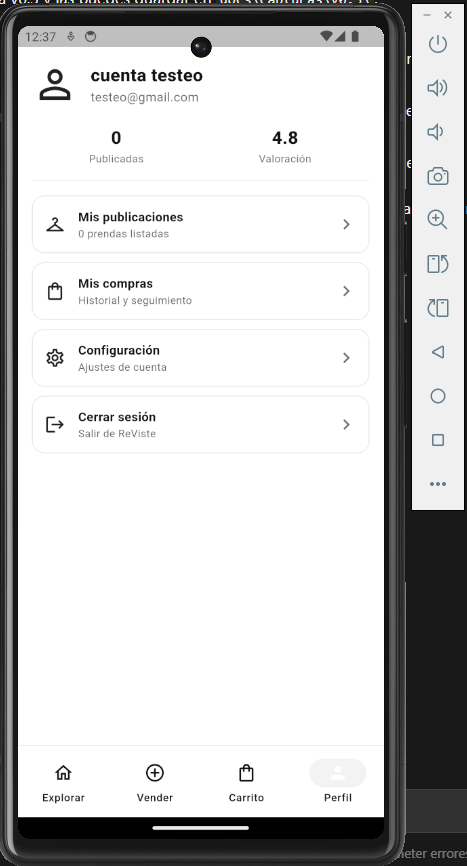 12:37
cuenta testeo
testeo@gmail.com
0
Publicadas
4.8
Valoración
Mis publicaciones
0 prendas listadas
Mis compras
Historial y seguimiento
Configuración
Ajustes de cuenta
Cerrar sesión
Salir de ReViste
Explorar
Vender
Carrito
Perfil